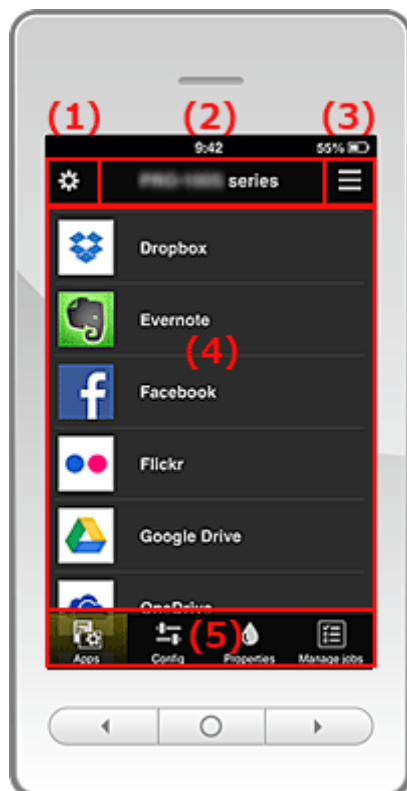 (1) (2) (3)
9:42 55%
series
Dropbox
Evernote
(4)
Facebook
Flickr
Google Drive
OneDrive
(5)
Apps Config Properties Manage jobs